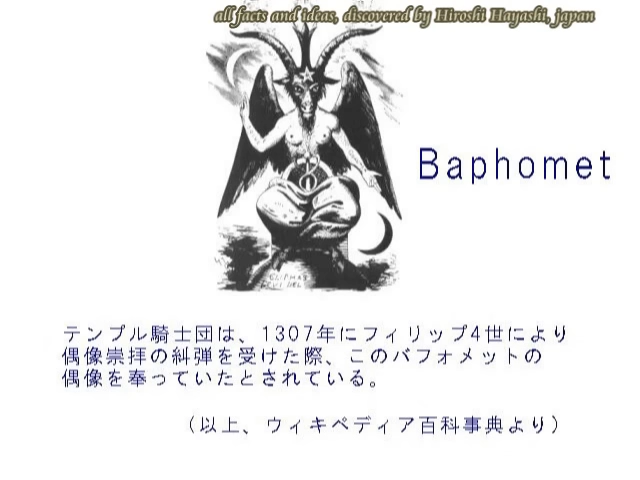 all facts and ideas, discovered by Hiroshi Hayashi, japan
Baphomet
ELIPHAS
LEVI DEL
テンプル騎士団は、1307年にフィリップ4世により
偶像崇拝の糾弾を受けた際、このバフォメットの
偶像を奉っていたとされている。
（以上、ウィキペディア百科事典より）